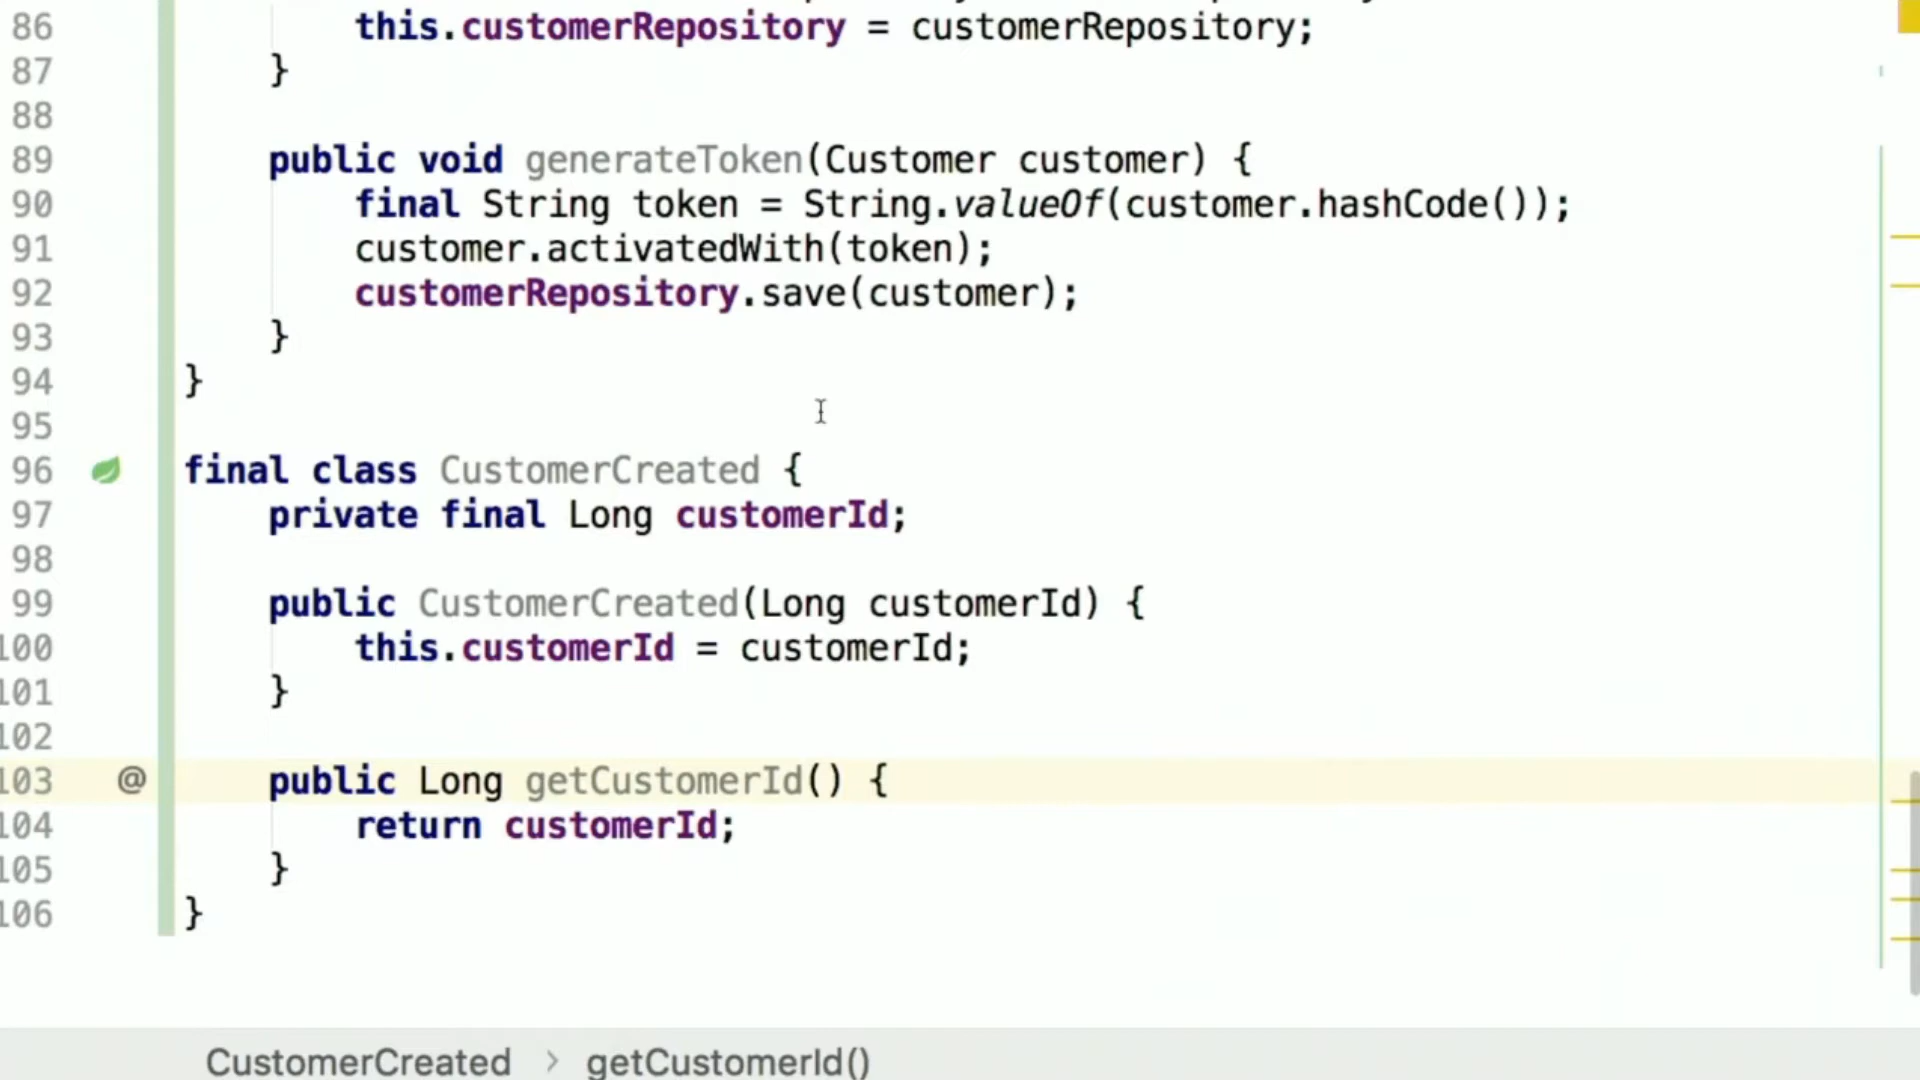 86 this.customerRepository = customerRepository;
87 }
88
89 public void generateToken(Customer customer) {
90 final String token = String.valueOf(customer.hashCode());
91 customer.activatedWith(token);
92 customerRepository.save(customer);
93 }
94 }
95
96 final class CustomerCreated {
97 private final Long customerId;
98
99 public CustomerCreated(Long customerId) {
100 this.customerId = customerId;
101 }
102
103 @ public Long getCustomerId() {
104 return customerId;
105 }
106 }
CustomerCreated > getCustomerId()